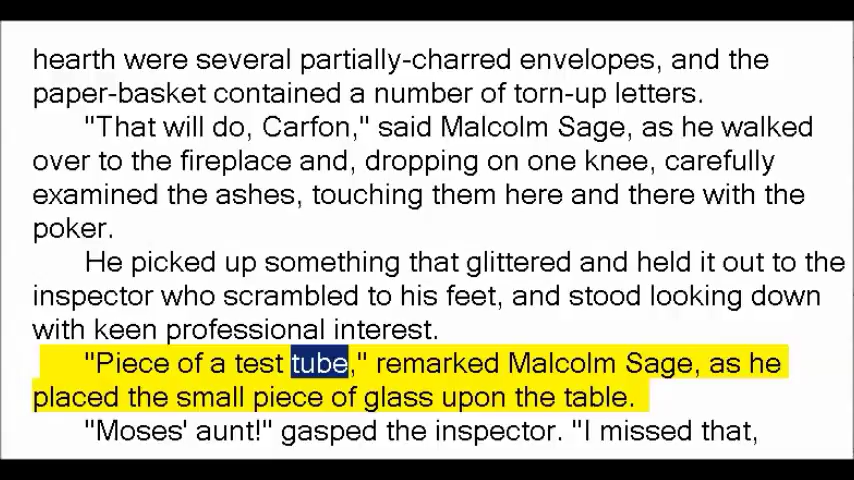 hearth were several partially-charred envelopes, and the
paper-basket contained a number of torn-up letters.
"That will do, Carfon," said Malcolm Sage, as he walked
over to the fireplace and, dropping on one knee, carefully
examined the ashes, touching them here and there with the
poker.
He picked up something that glittered and held it out to the
inspector who scrambled to his feet, and stood looking down
with keen professional interest.
"Piece of a test tube," remarked Malcolm Sage, as he
placed the small piece of glass upon the table.
"Moses' aunt!" gasped the inspector. "I missed that,